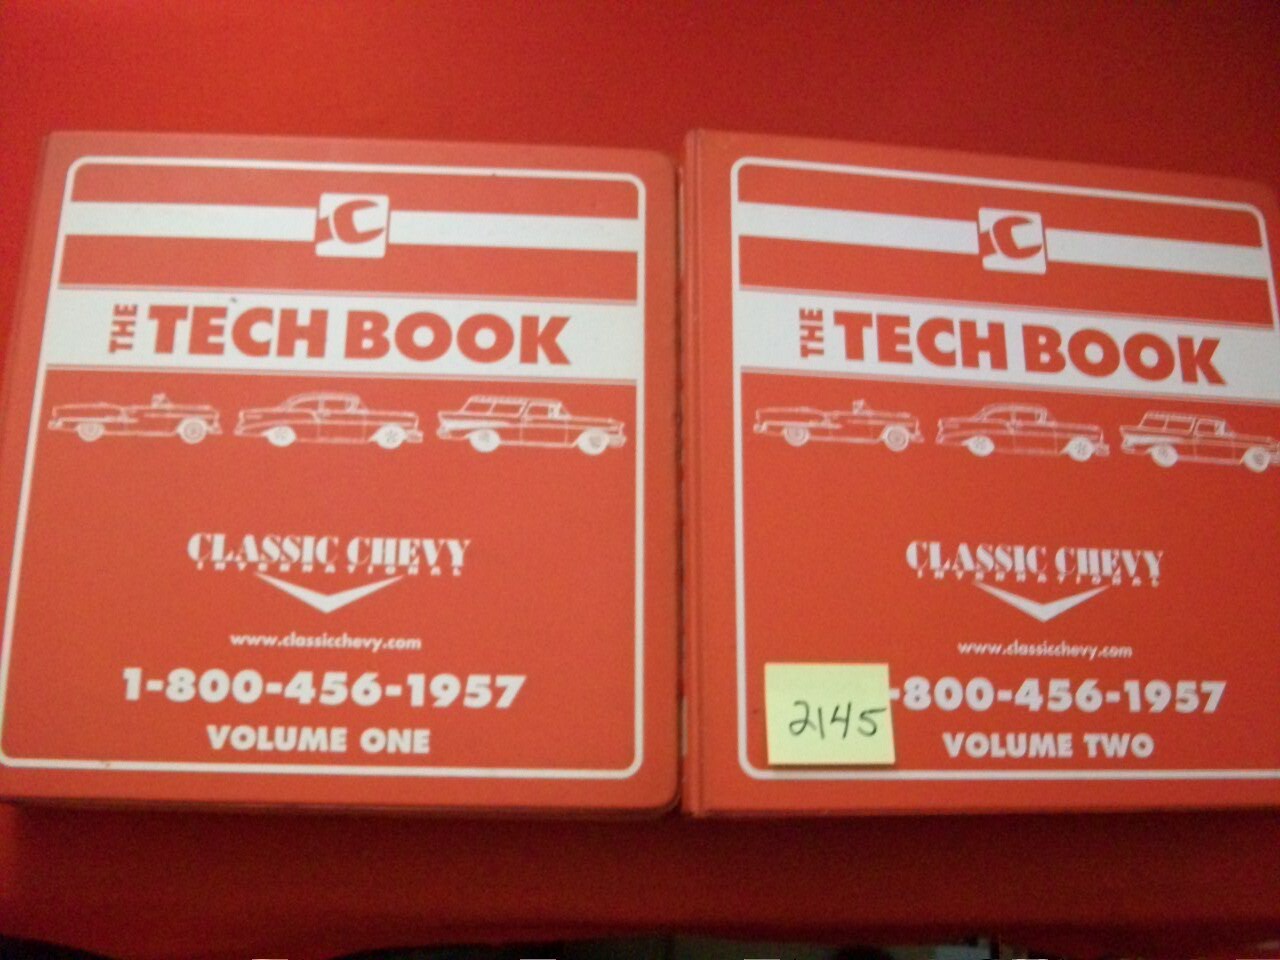 THE TECH BOOK
CLASSIC CHEVY
INTERNATIONAL
www.classicchevy.com
1-800-456-1957
VOLUME ONE
THE TECH BOOK
CLASSIC CHEVY
INTERNATIONAL
www.classicchevy.com
-800-456-1957
VOLUME TWO
2145